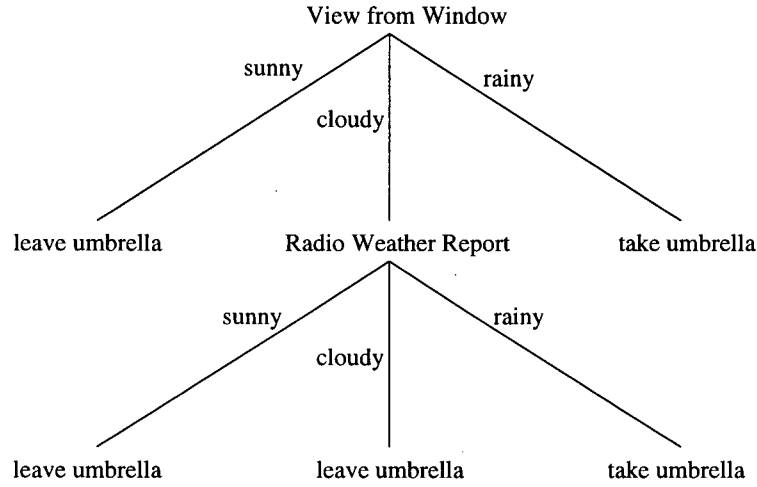 View from Window
sunny
rainy
cloudy
leave umbrella
Radio Weather Report
take umbrella
sunny
rainy
cloudy
leave umbrella
leave umbrella
take umbrella